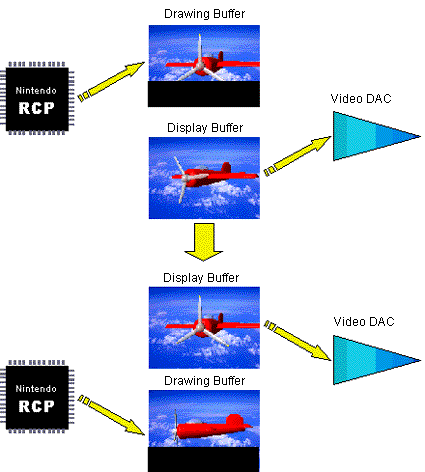 Drawing Buffer
Nintendo
RCP
Video DAC
Display Buffer
Display Buffer
Video DAC
Nintendo
RCP
Drawing Buffer